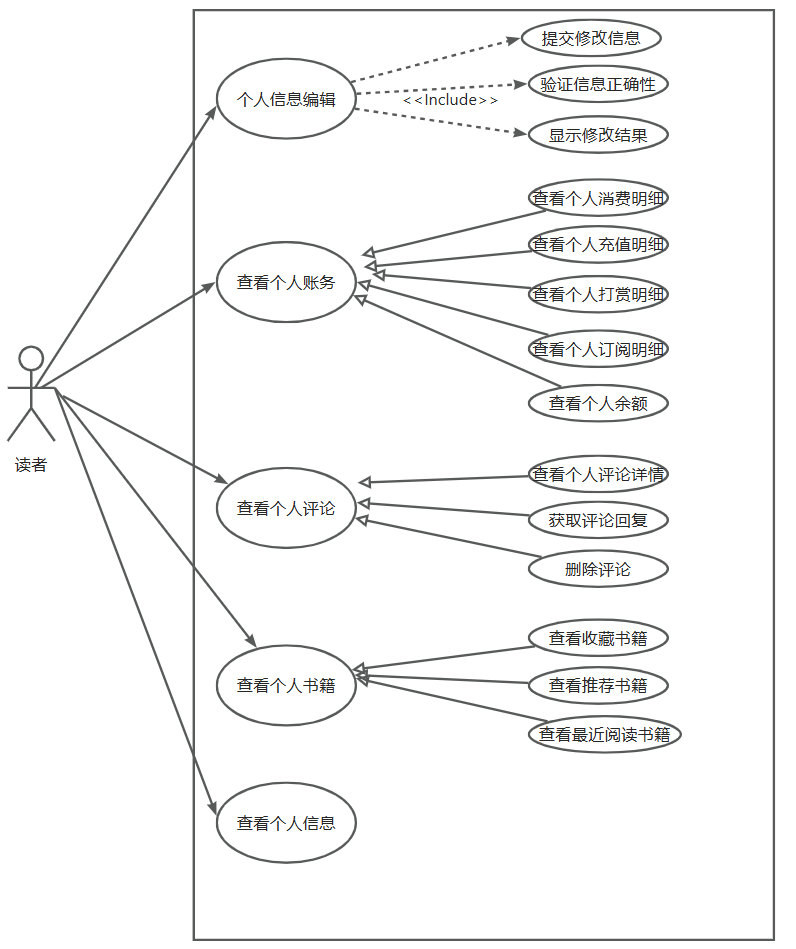 提交修改信息
个人信息编辑
验证信息正确性
<<Include>>
显示修改结果
查看个人消费明细
查看个人充值明细
查看个人账务
查看个人打赏明细
查看个人订阅明细
查看个人余额
读者
查看个人评论详情
查看个人评论
获取评论回复
删除评论
查看收藏书籍
查看个人书籍
查看推荐书籍
查看最近阅读书籍
查看个人信息